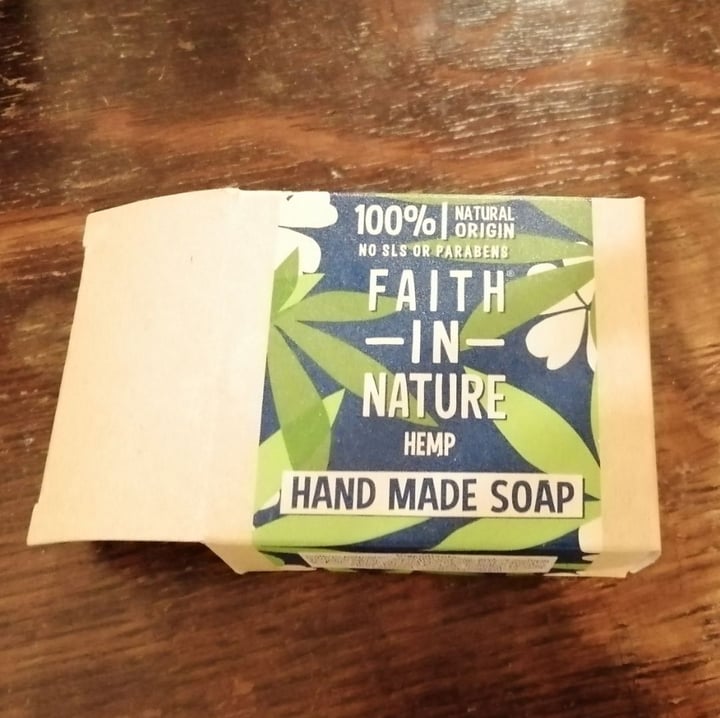 100% | NATURAL ORIGIN
NO SLS OR PARABENS
FAITH
IN
NATURE
HEMP
HAND MADE SOAP